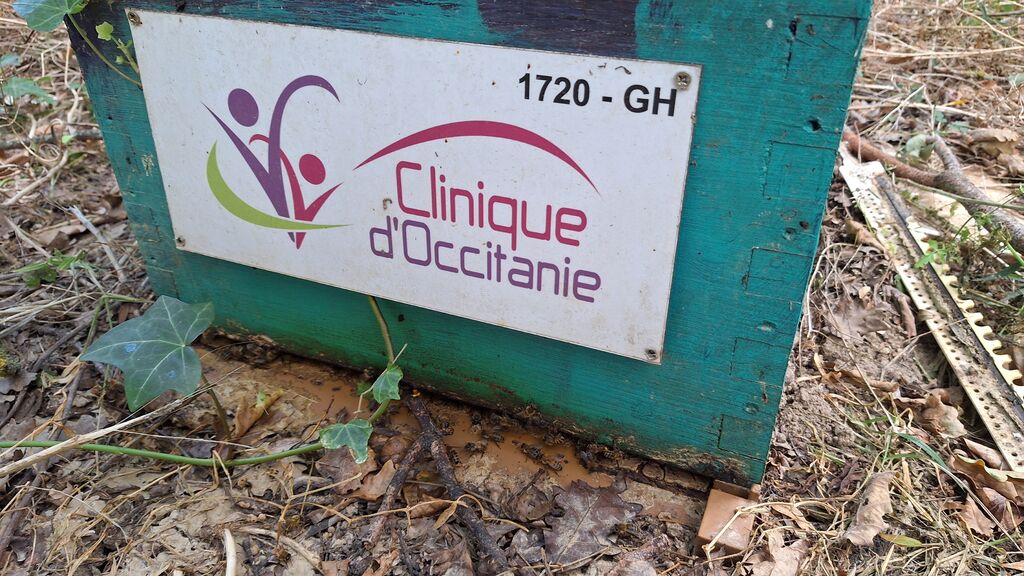 1720 - GH
Clinique
d'Occitanie